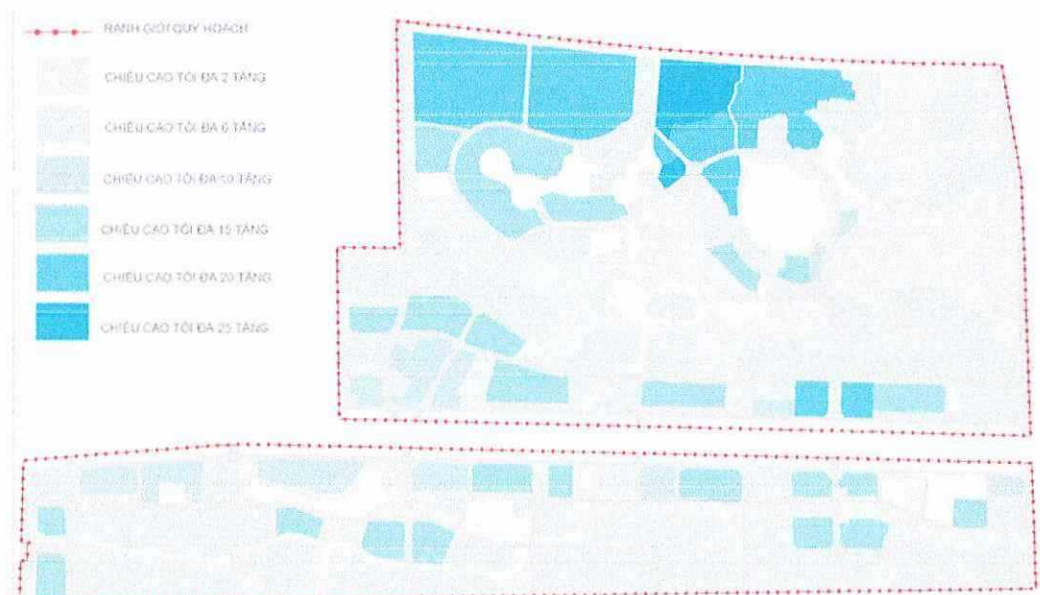 RANH GIỚI QUY HOẠCH
CHIỀU CAO TỐI ĐA 2 TẦNG
CHIỀU CAO TỐI ĐA 6 TẦNG
CHIỀU CAO TỐI ĐA 10 TẦNG
CHIỀU CAO TỐI ĐA 15 TẦNG
CHIỀU CAO TỐI ĐA 20 TẦNG
CHIỀU CAO TỐI ĐA 25 TẦNG